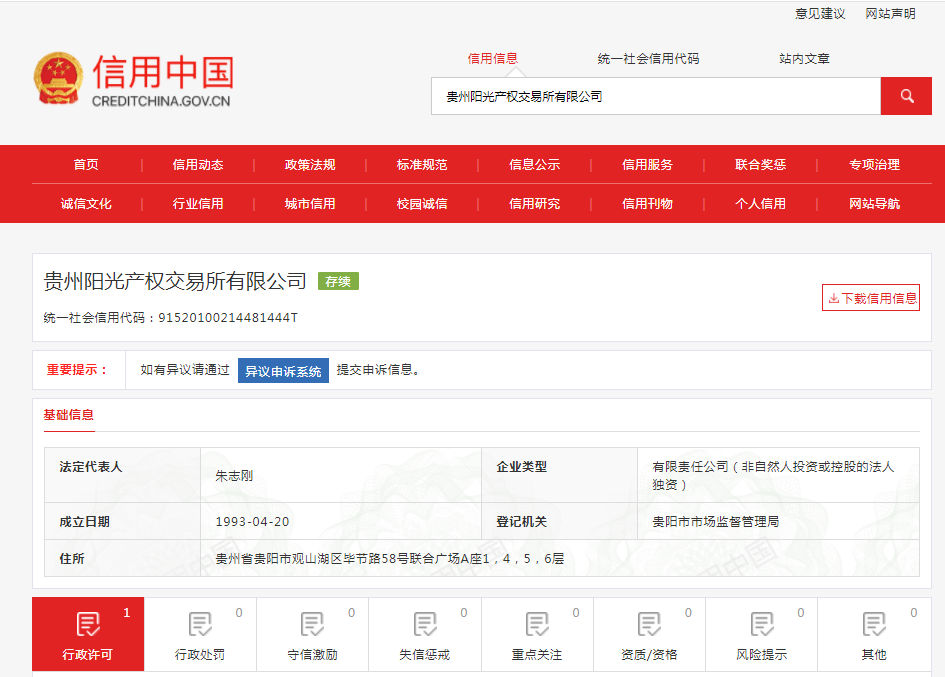 意见建议 网站声明
信用中国
CREDITCHINA.GOV.CN
信用信息 统一社会信用代码 站内文章
贵州阳光产权交易所有限公司
首页 信用动态 政策法规 标准规范 信息公示 信用服务 联合奖惩 专项治理
诚信文化 行业信用 城市信用 校园诚信 信用研究 信用刊物 个人信用 网站导航
贵州阳光产权交易所有限公司 存续
下载信用信息
统一社会信用代码：91520100214481444T
重要提示： 如有异议请通过 异议申诉系统 提交申诉信息。
基础信息
法定代表人 朱志刚 企业类型 有限责任公司（非自然人投资或控股的法人
独资）
成立日期 1993-04-20 登记机关 贵阳市市场监督管理局
住所 贵州省贵阳市观山湖区毕节路58号联合广场A座1，4，5，6层
1 0 0 0 0 0 0 0
行政许可 行政处罚 守信激励 失信惩戒 重点关注 资质/资格 风险提示 其他